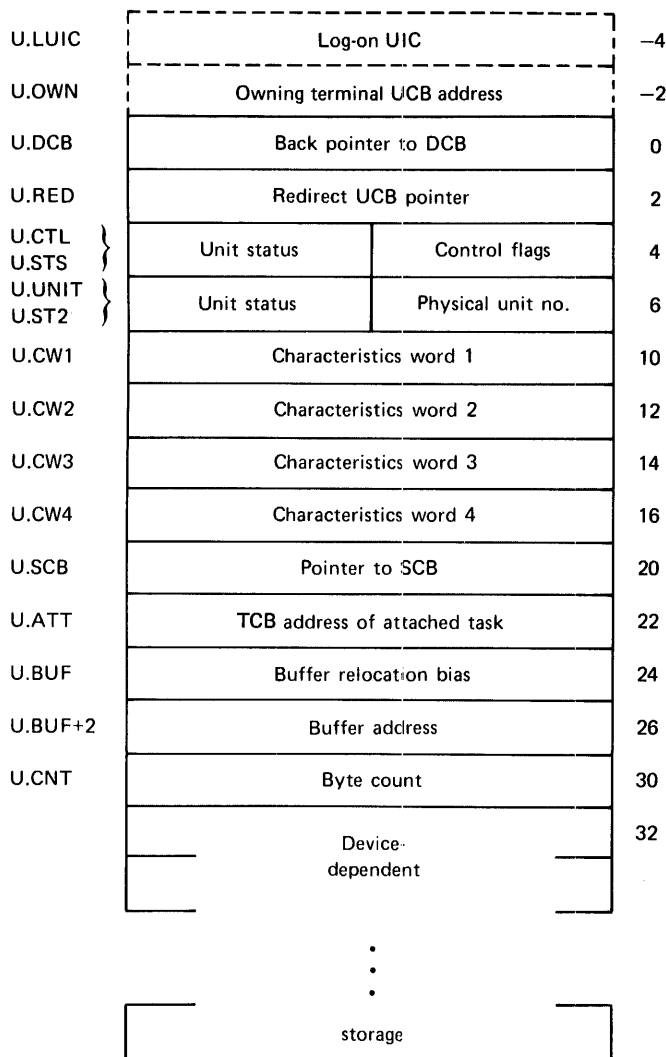 U.LUIC Log-on UIC −4
U.OWN Owning terminal UCB address −2
U.DCB Back pointer to DCB 0
U.RED Redirect UCB pointer 2
U.CTL } Unit status Control flags 4
U.STS
U.UNIT } Unit status Physical unit no. 6
U.ST2
U.CW1 Characteristics word 1 10
U.CW2 Characteristics word 2 12
U.CW3 Characteristics word 3 14
U.CW4 Characteristics word 4 16
U.SCB Pointer to SCB 20
U.ATT TCB address of attached task 22
U.BUF Buffer relocation bias 24
U.BUF+2 Buffer address 26
U.CNT Byte count 30
32
Device-
dependent
storage